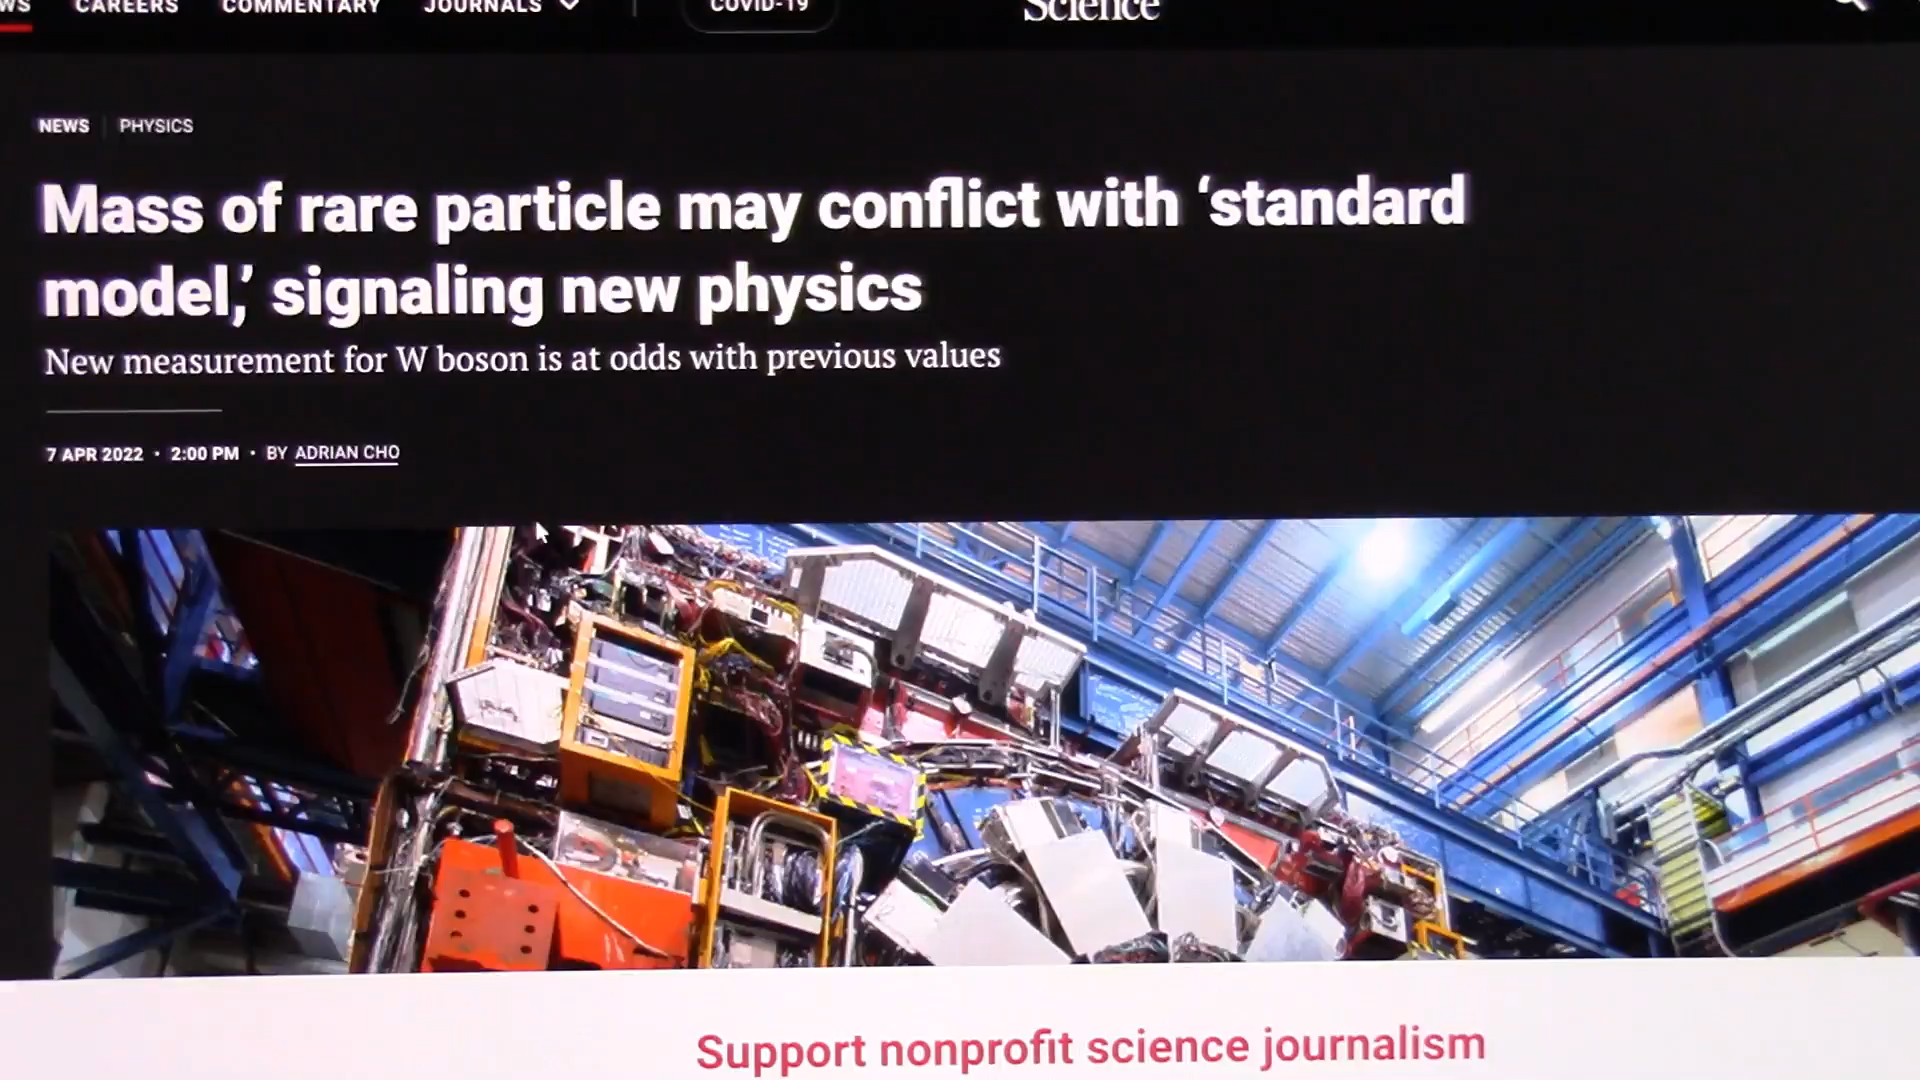 CAREERS COMMENTARY JOURNALS COVID-19 Science
NEWS PHYSICS
Mass of rare particle may conflict with ‘standard
model,’ signaling new physics
New measurement for W boson is at odds with previous values
7 APR 2022 • 2:00 PM • BY ADRIAN CHO
Support nonprofit science journalism